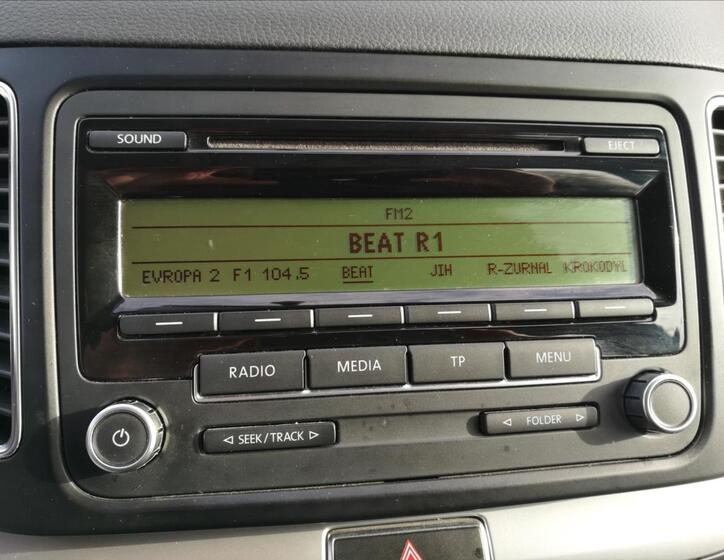 SOUND
EJECT
FM2
BEAT R1
EVROPA 2 F1 104.5 BEAT JIH R-ZURNAL KROKODYL
RADIO MEDIA TP MENU
SEEK/TRACK
FOLDER